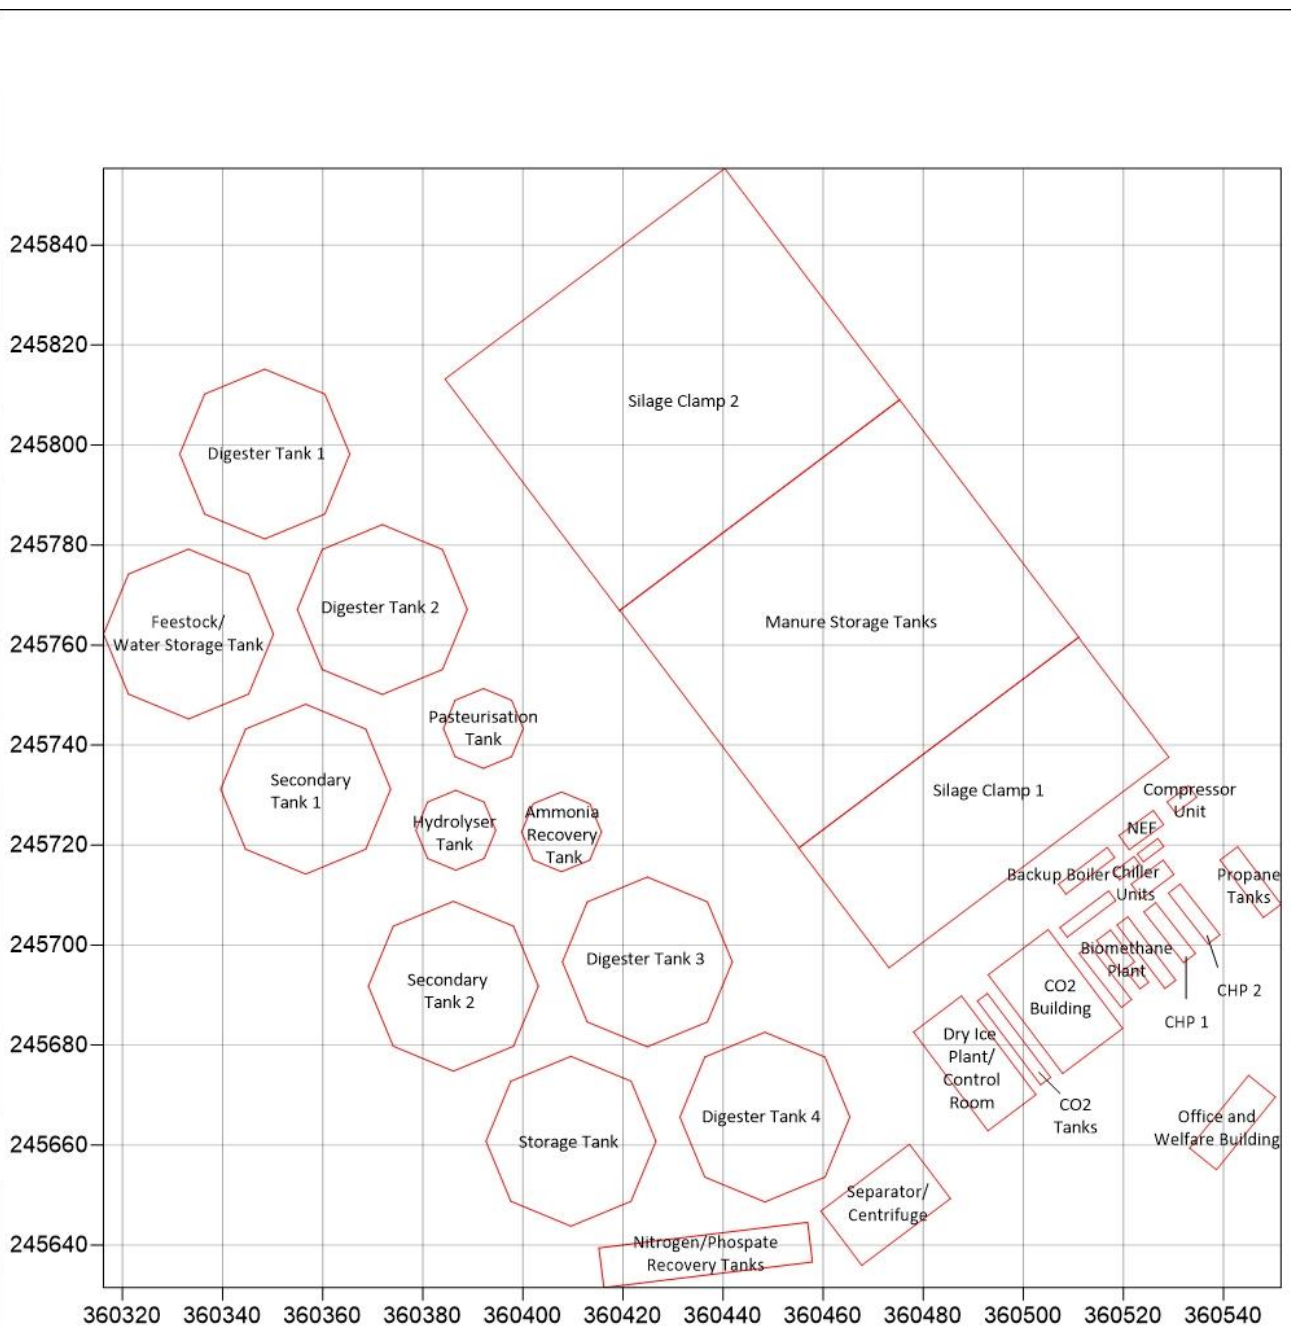 245840
245820
Silage Clamp 2
245800
Digester Tank 1
245780
Digester Tank 2
Feestock/
Water Storage Tank
Manure Storage Tanks
245760
Pasteurisation
Tank
245740
Secondary
Tank 1
Silage Clamp 1
Compressor
Unit
Hydrolyser
Tank
Ammonia
Recovery
Tank
NEF
245720
Backup Boiler
Chiller
Units
Propane
Tanks
245700
Digester Tank 3
Biomethane
Plant
Secondary
Tank 2
CO2
Building
CHP 2
CHP 1
245680
Dry Ice
Plant/
Control
Room
CO2
Tanks
Digester Tank 4
Office and
Welfare Building
245660
Storage Tank
Separator/
Centrifuge
245640
Nitrogen/Phospate
Recovery Tanks
360320 360340 360360 360380 360400 360420 360440 360460 360480 360500 360520 360540